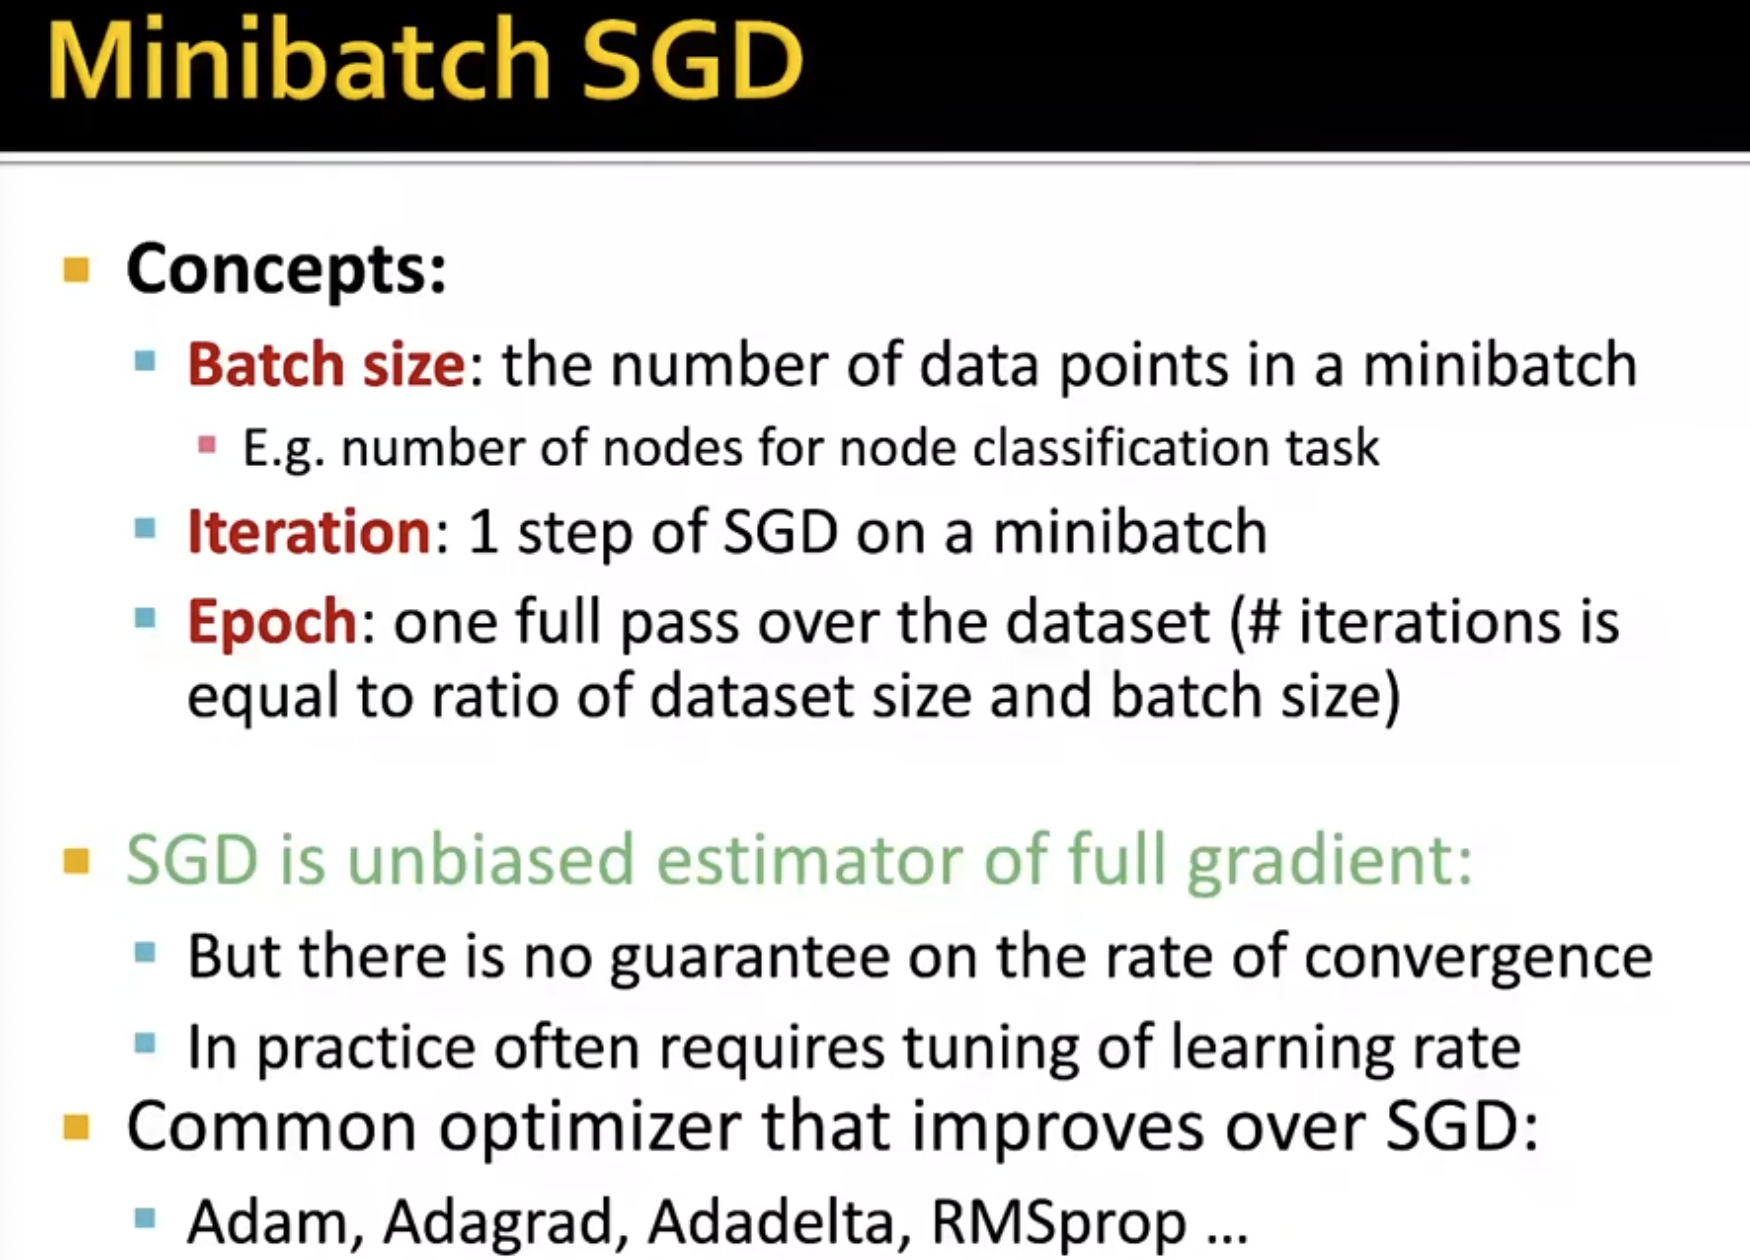 Minibatch SGD
Concepts:
Batch size: the number of data points in a minibatch
E.g. number of nodes for node classification task
Iteration: 1 step of SGD on a minibatch
Epoch: one full pass over the dataset (# iterations is
equal to ratio of dataset size and batch size)
SGD is unbiased estimator of full gradient:
But there is no guarantee on the rate of convergence
In practice often requires tuning of learning rate
Common optimizer that improves over SGD:
Adam, Adagrad, Adadelta, RMSprop ...